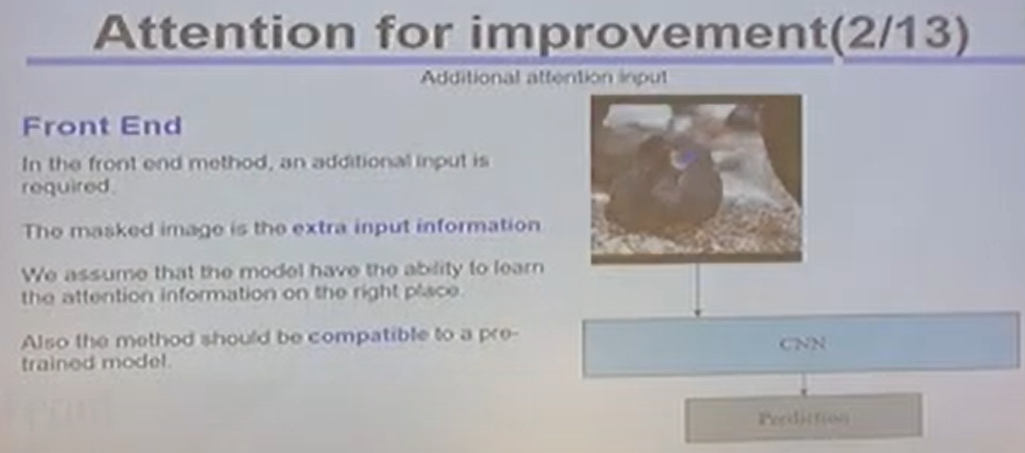 Attention for improvement(2/13)
Additional attention input
Front End
In the front end method, an additional input is
required.
The masked image is the extra input information
We assume that the model have the ability to learn
the attention information on the right place.
Also the method should be compatible to a pre-
trained model.
CNN
Prediction